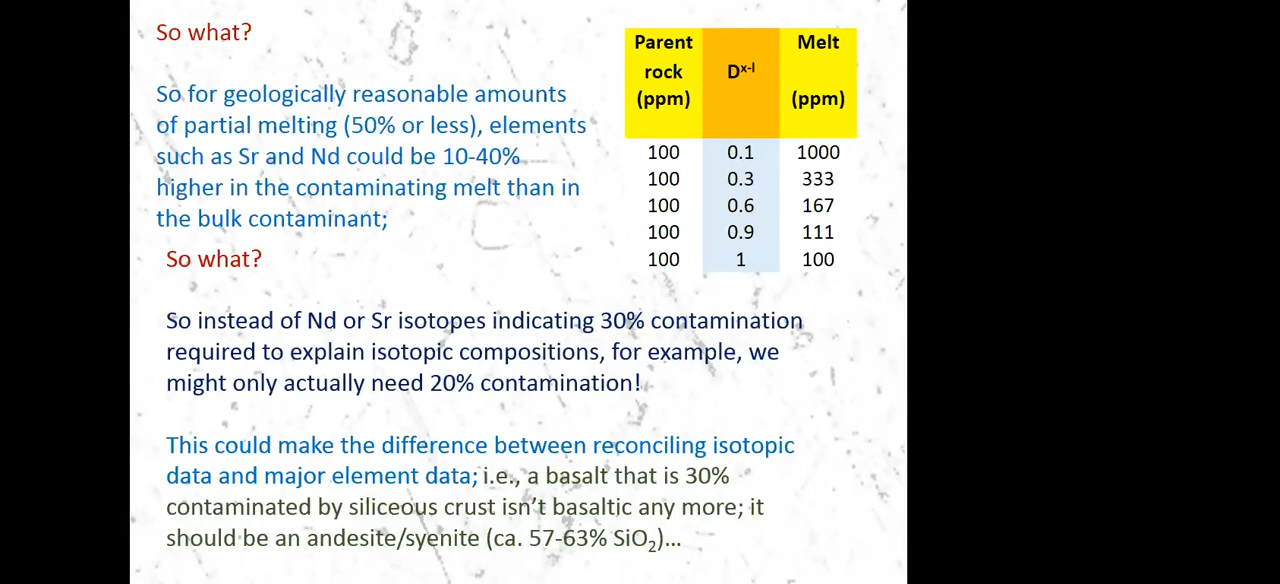 So what?
So for geologically reasonable amounts
of partial melting (50% or less), elements
such as Sr and Nd could be 10-40%
higher in the contaminating melt than in
the bulk contaminant;
So what?
So instead of Nd or Sr isotopes indicating 30% contamination
required to explain isotopic compositions, for example, we
might only actually need 20% contamination!
This could make the difference between reconciling isotopic
data and major element data; i.e., a basalt that is 30%
contaminated by siliceous crust isn't basaltic any more; it
should be an andesite/syenite (ca. 57-63% SiO₂)…
Parent Melt
rock Dˣ⁻ˡ
(ppm) (ppm)
100 0.1 1000
100 0.3 333
100 0.6 167
100 0.9 111
100 1 100